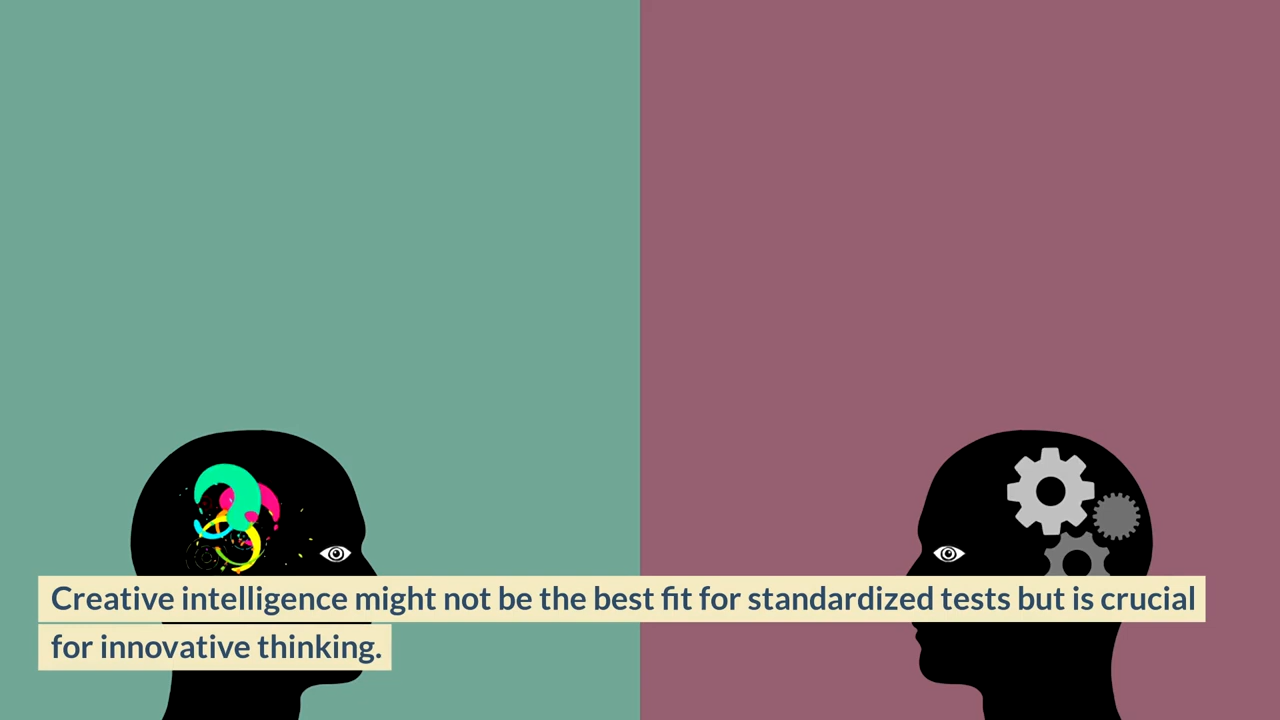 Creative intelligence might not be the best fit for standardized tests but is crucial
for innovative thinking.